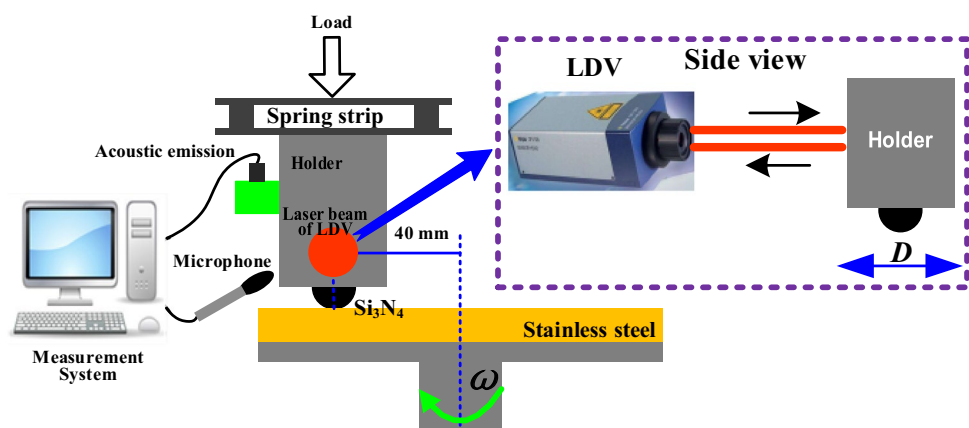 Load
Spring strip
Acoustic emission
Holder
Laser beam
of LDV
40 mm
Microphone
Si₃N₄
Stainless steel
Measurement
System
ω
LDV
Side view
Holder
D